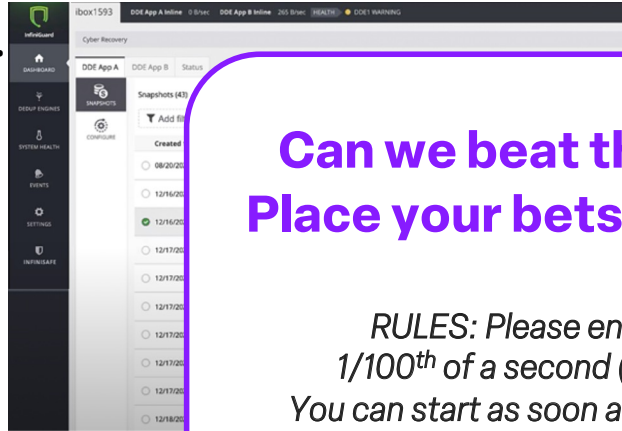 ibox1593 DDE App A Inline 0 B/sec DDE App B Inline 265 B/sec HEALTH DDE1 WARNING
InfiniGuard
Cyber Recovery
DASHBOARD
DDE App A DDE App B Status
DEDUP ENGINES
SNAPSHOTS
Snapshots (43)
Add fil
SYSTEM HEALTH
CONFIGURE
Created
08/20/20
EVENTS
12/16/20
SETTINGS
12/16/20
INFINISAFE
12/17/20
12/17/20
12/17/20
12/17/20
12/17/20
12/17/20
12/18/20
Can we beat th
Place your bets
RULES: Please en
1/100th of a second (
You can start as soon a